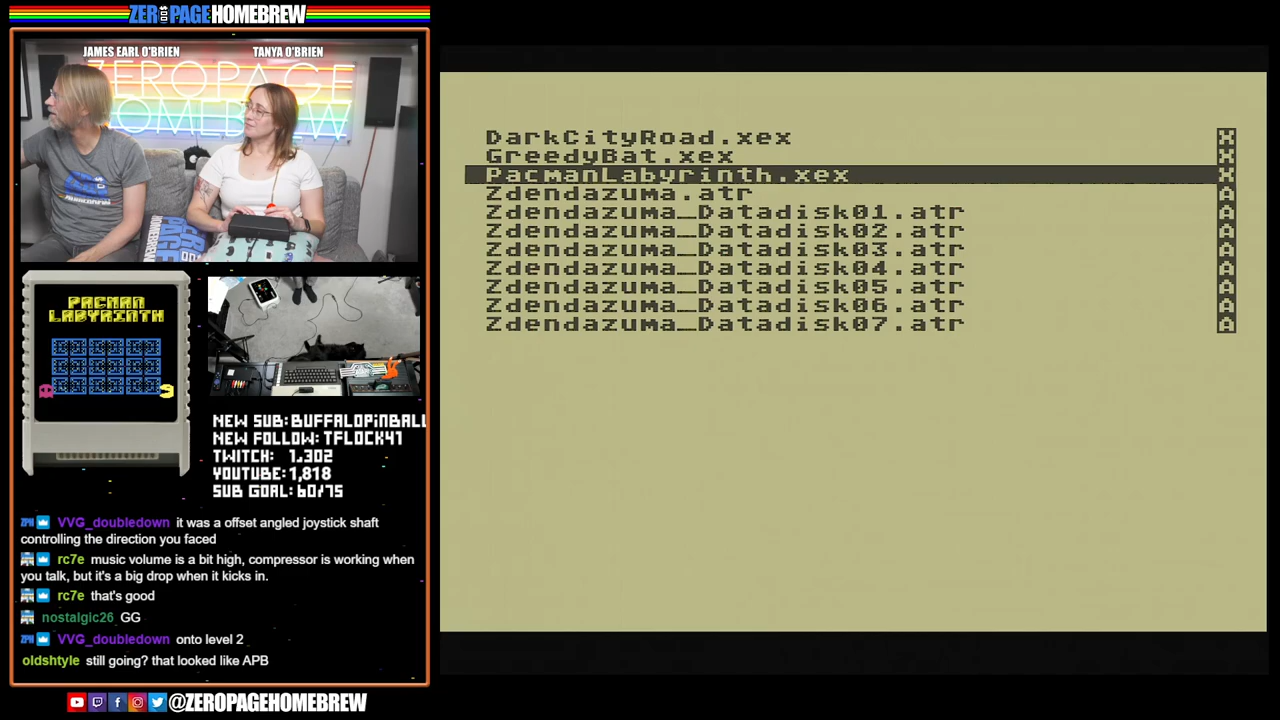 ZEROPAGE HOMEBREW
JAMES EARL O'BRIEN
TANYA O'BRIEN
ZEROPAGE
HOMEBREW
PACMAN
LABYRINTH
NEW SUB: BUFFALOPINBALL
NEW FOLLOW: TFLOCK41
TWITCH: 1,302
YOUTUBE: 1,818
SUB GOAL: 60/75
VVG_doubledown it was a offset angled joystick shaft
controlling the direction you faced
rc7e music volume is a bit high, compressor is working when
you talk, but it's a big drop when it kicks in.
rc7e that's good
nostalgic26 GG
VVG_doubledown onto level 2
oldshtyle still going? that looked like APB
@ZEROPAGEHOMEBREW
DarkCityRoad.xex X
GreedyBat.xex X
PacmanLabyrinth.xex X
Zdendazuma.atr A
Zdendazuma_Datadisk01.atr A
Zdendazuma_Datadisk02.atr A
Zdendazuma_Datadisk03.atr A
Zdendazuma_Datadisk04.atr A
Zdendazuma_Datadisk05.atr A
Zdendazuma_Datadisk06.atr A
Zdendazuma_Datadisk07.atr A